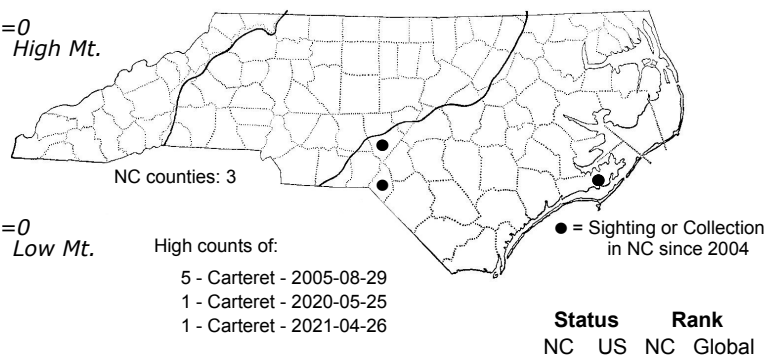 =0
High Mt.
NC counties: 3
=0
Low Mt.
High counts of:
5 - Carteret - 2005-08-29
1 - Carteret - 2020-05-25
1 - Carteret - 2021-04-26
● = Sighting or Collection
in NC since 2004
Status Rank
NC US NC Global